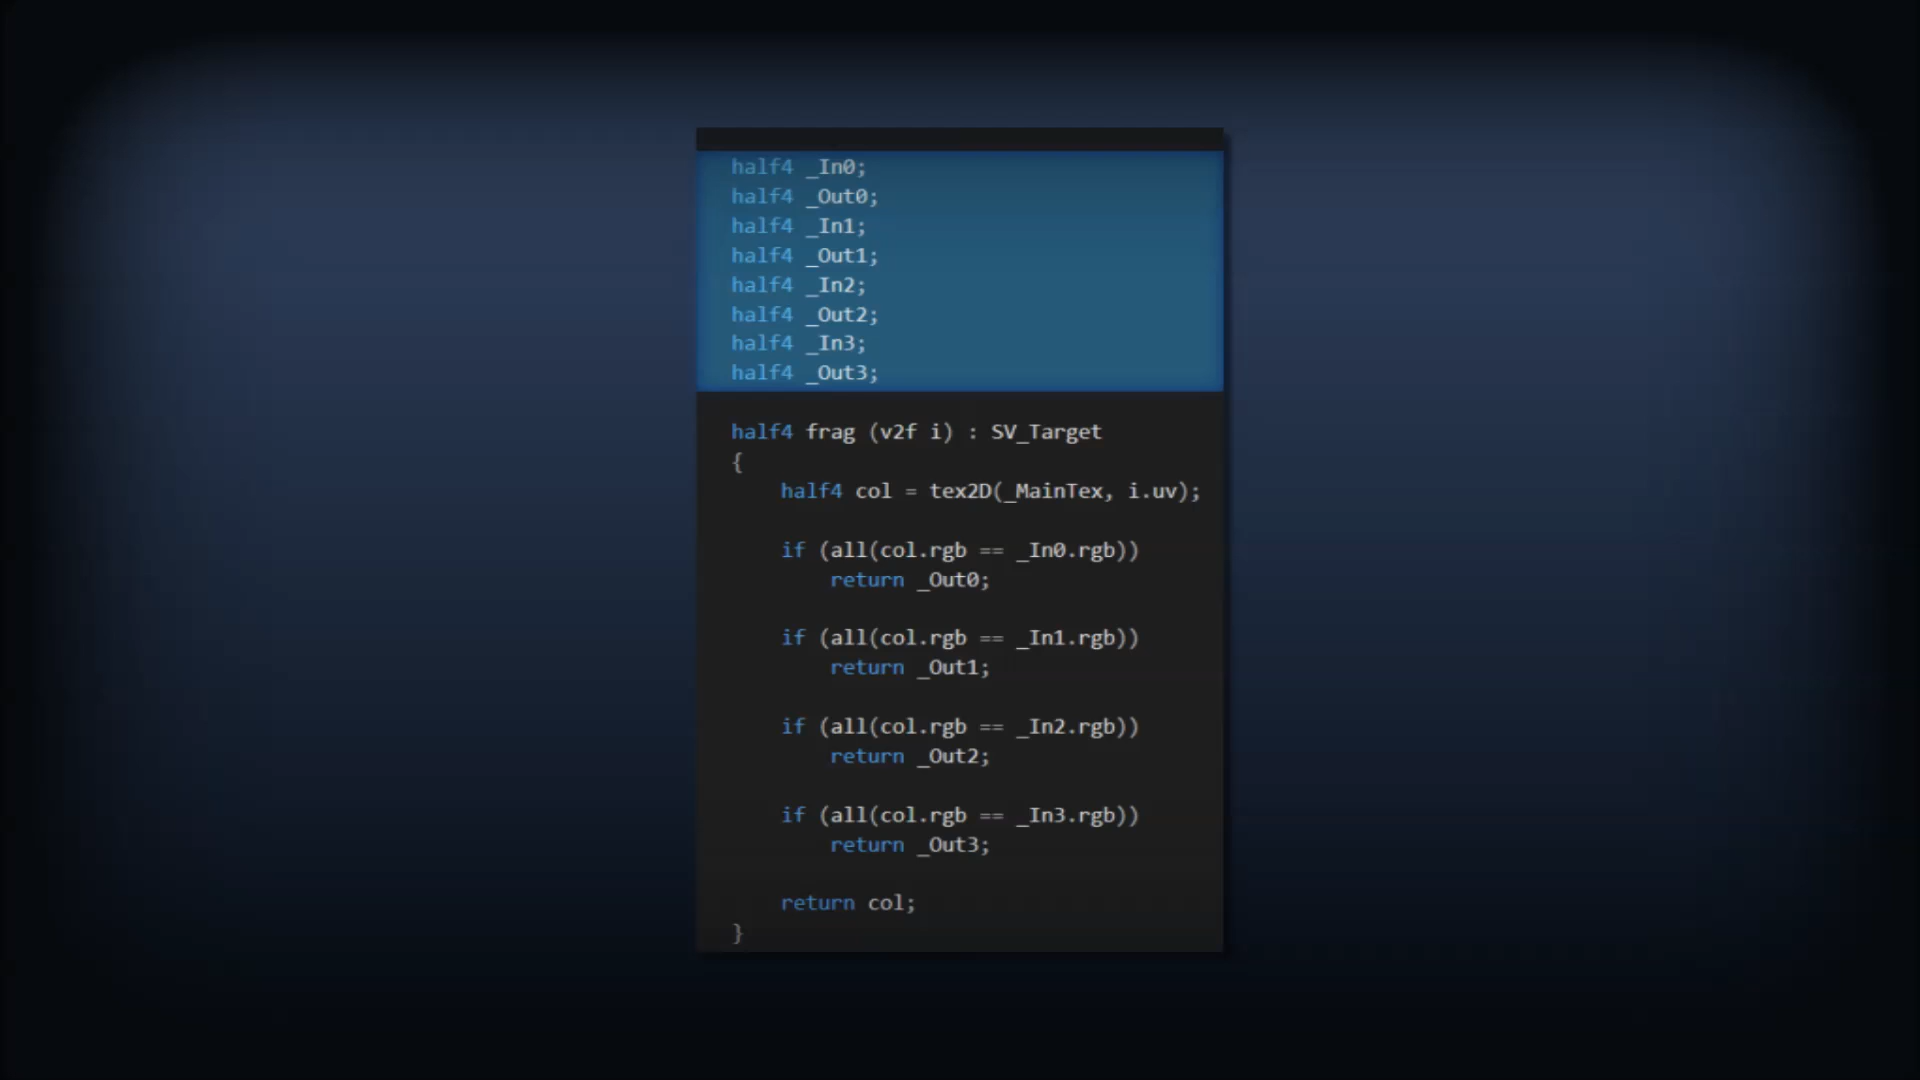 half4 _In0;
half4 _Out0;
half4 _In1;
half4 _Out1;
half4 _In2;
half4 _Out2;
half4 _In3;
half4 _Out3;
half4 frag (v2f i) : SV_Target
{
half4 col = tex2D(_MainTex, i.uv);
if (all(col.rgb == _In0.rgb))
return _Out0;
if (all(col.rgb == _In1.rgb))
return _Out1;
if (all(col.rgb == _In2.rgb))
return _Out2;
if (all(col.rgb == _In3.rgb))
return _Out3;
return col;
}